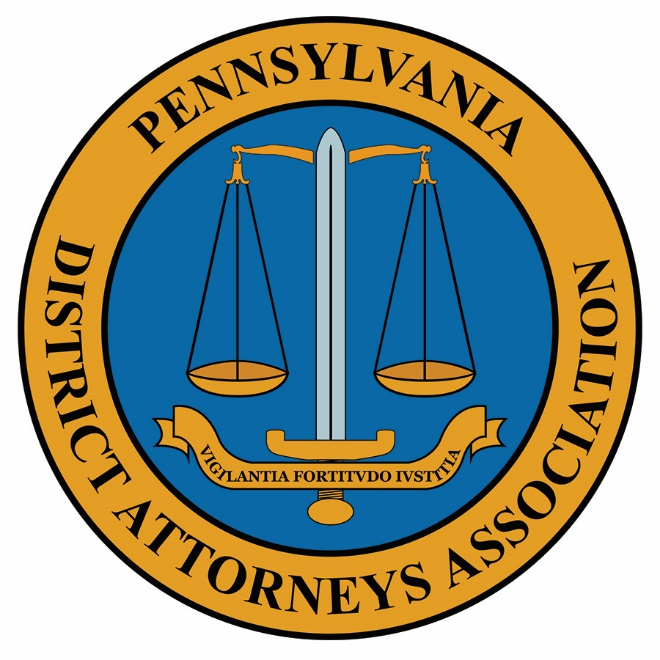 PENNSYLVANIA
DISTRICT ATTORNEYS ASSOCIATION
VIGILANTIA FORTITVDO IVSTITIA